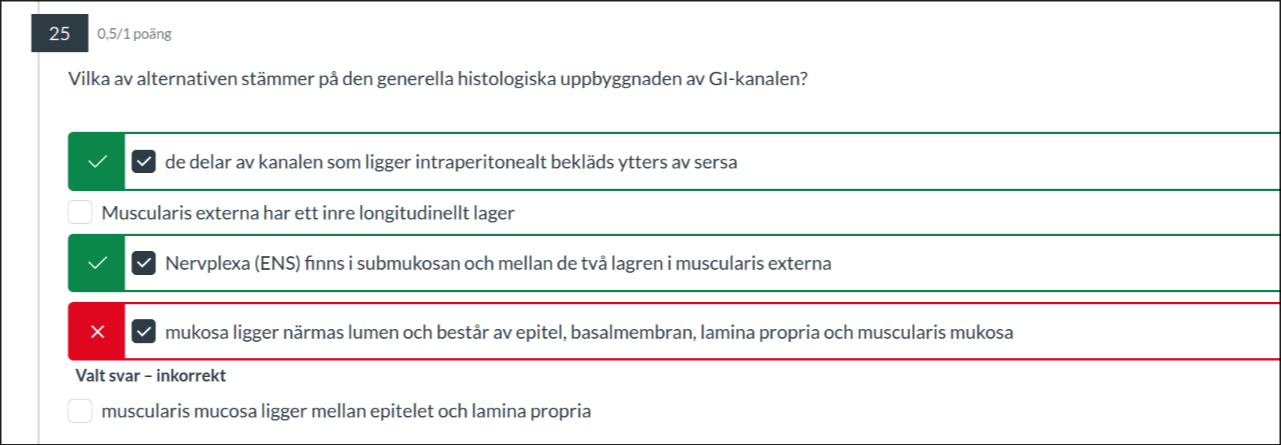 25
0,5/1 poäng
Vilka av alternativen stämmer på den generella histologiska uppbyggnaden av GI-kanalen?
de delar av kanalen som ligger intraperitonealt bekläds ytters av sersa
Muscularis externa har ett inre longitudinellt lager
Nervplexa (ENS) finns i submukosan och mellan de två lagren i muscularis externa
mukosa ligger närmas lumen och består av epitel, basalmembran, lamina propria och muscularis mukosa
Valt svar – inkorrekt
muscularis mucosa ligger mellan epitelet och lamina propria